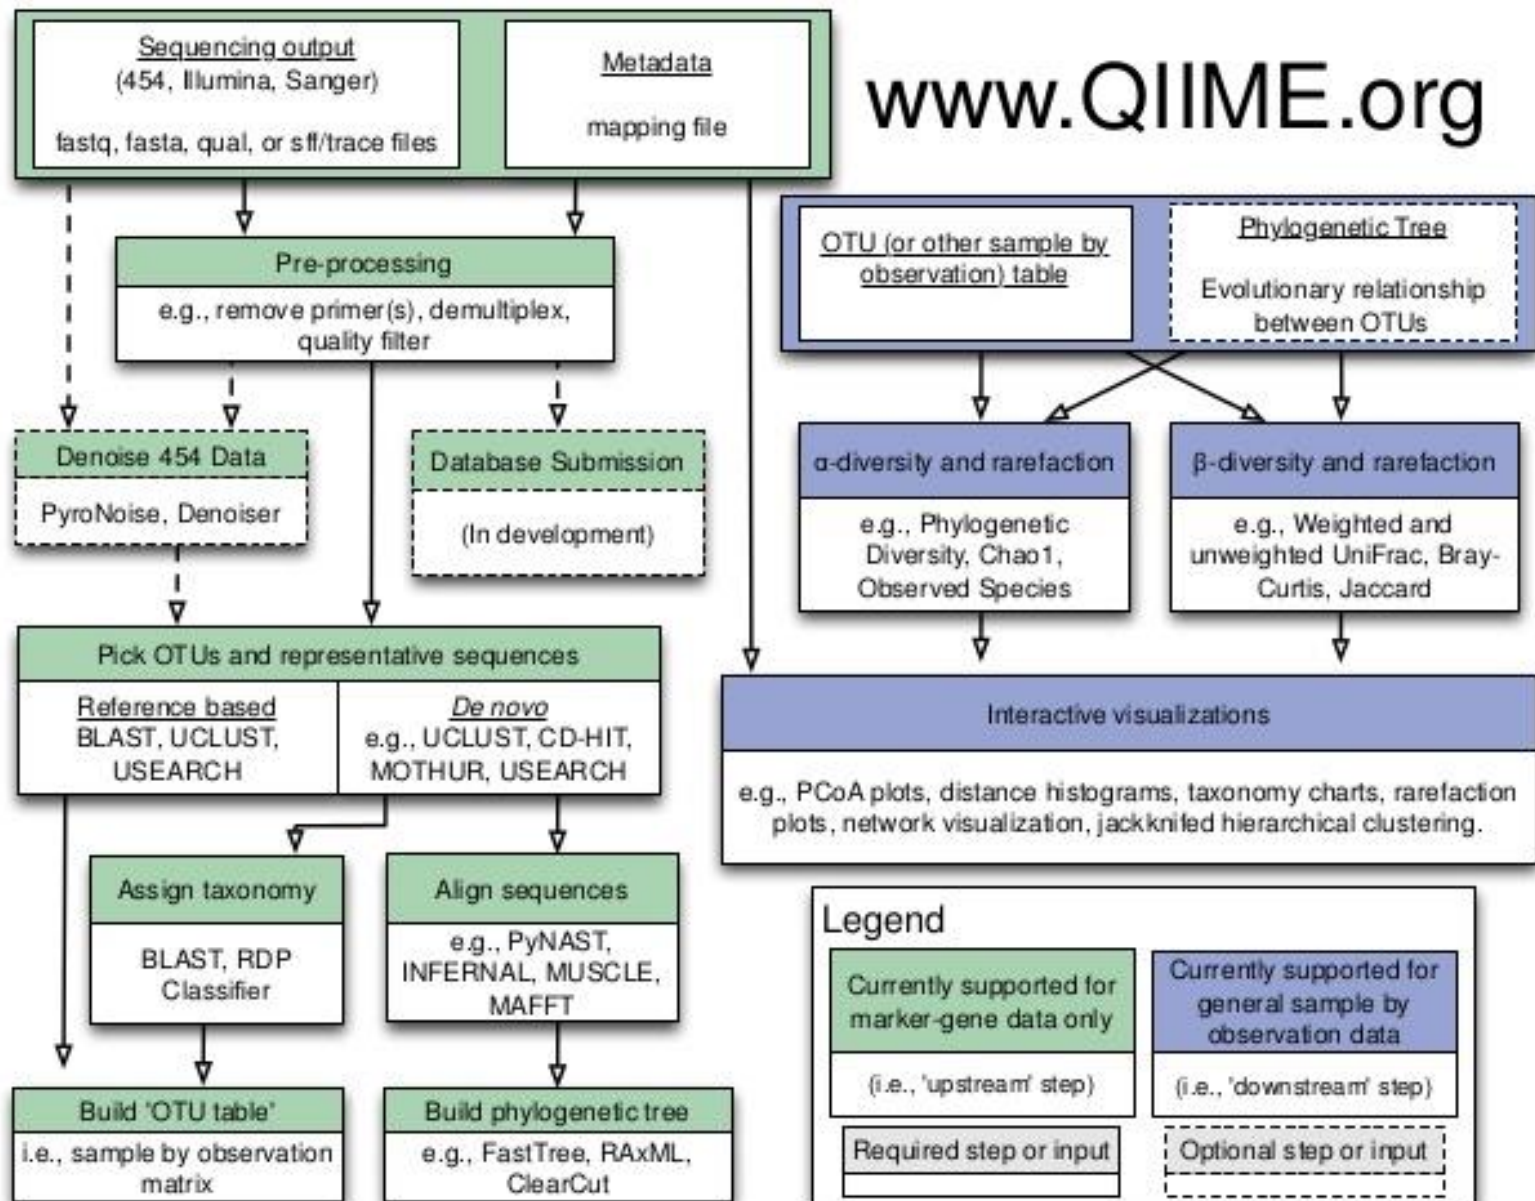 Sequencing output
(454, Illumina, Sanger)
fastq, fasta, qual, or sff/trace files
Metadata
mapping file
www.QIIME.org
Pre-processing
e.g., remove primer(s), demultiplex,
quality filter
OTU (or other sample by
observation) table
Phylogenetic Tree
Evolutionary relationship
between OTUs
Denoise 454 Data
PyroNoise, Denoiser
Database Submission
(In development)
α-diversity and rarefaction
e.g., Phylogenetic
Diversity, Chao1,
Observed Species
β-diversity and rarefaction
e.g., Weighted and
unweighted UniFrac, Bray-
Curtis, Jaccard
Pick OTUs and representative sequences
Reference based
BLAST, UCLUST,
USEARCH
De novo
e.g., UCLUST, CD-HIT,
MOTHUR, USEARCH
Interactive visualizations
e.g., PCoA plots, distance histograms, taxonomy charts, rarefaction
plots, network visualization, jackknifed hierarchical clustering.
Assign taxonomy
BLAST, RDP
Classifier
Align sequences
e.g., PyNAST,
INFERNAL, MUSCLE,
MAFFT
Build 'OTU table'
i.e., sample by observation
matrix
Build phylogenetic tree
e.g., FastTree, RAxML,
ClearCut
Legend
Currently supported for
marker-gene data only
(i.e., 'upstream' step)
Currently supported for
general sample by
observation data
(i.e., 'downstream' step)
Required step or input
Optional step or input